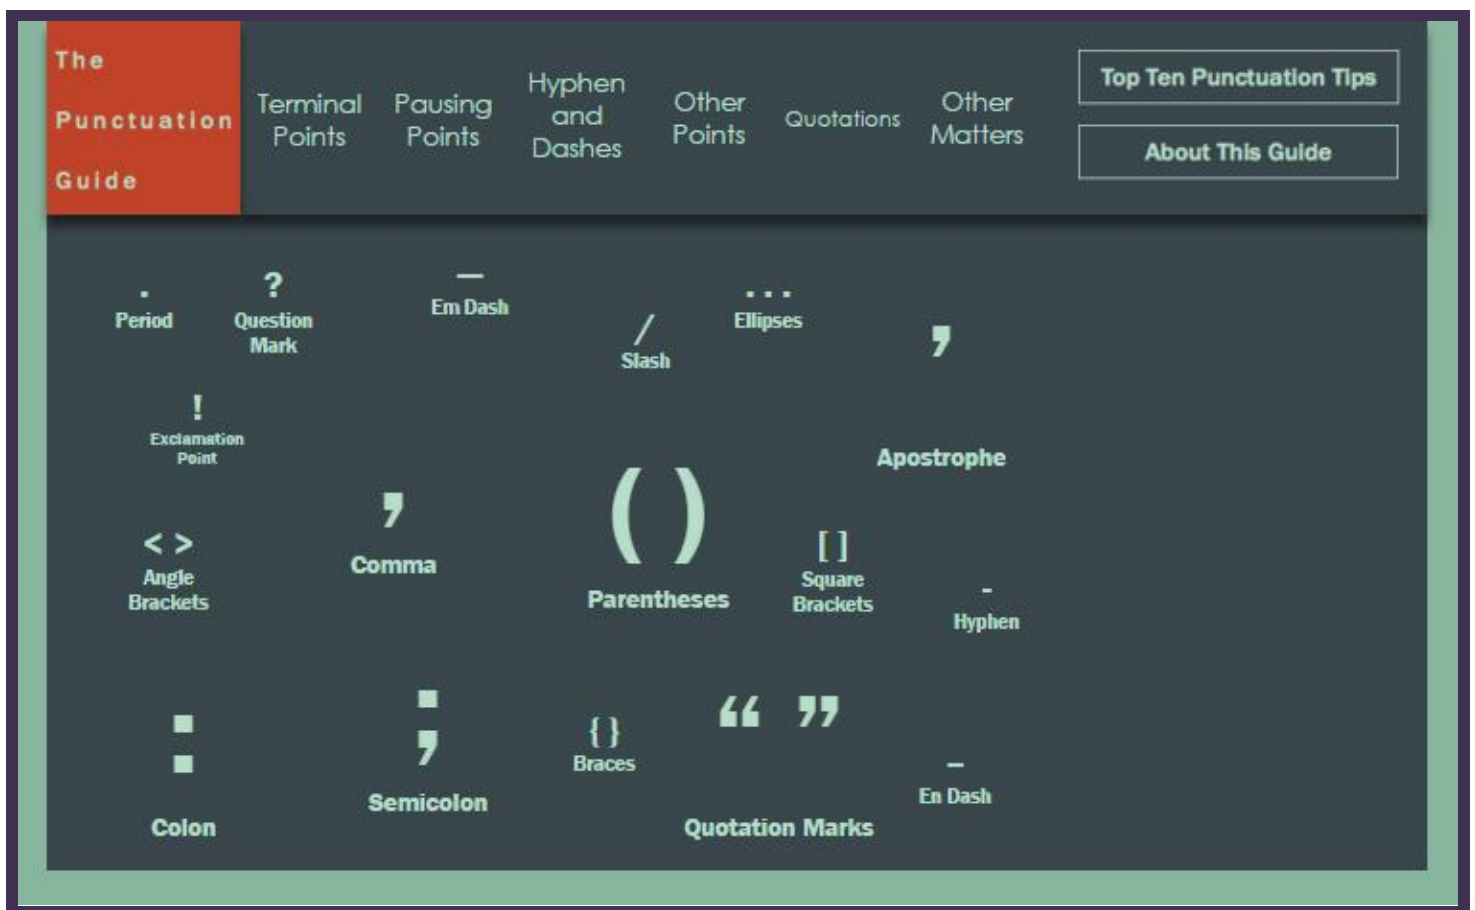 The
Punctuation
Guide
Terminal
Points
Pausing
Points
Hyphen
and
Dashes
Other
Points
Quotations
Other
Matters
Top Ten Punctuation Tips
About This Guide
.
Period
?
Question
Mark
—
Em Dash
/
Slash
...
Ellipses
’
Apostrophe
!
Exclamation
Point
< >
Angle
Brackets
,
Comma
( )
Parentheses
[ ]
Square
Brackets
-
Hyphen
:
Colon
;
Semicolon
{ }
Braces
“ ”
Quotation Marks
–
En Dash